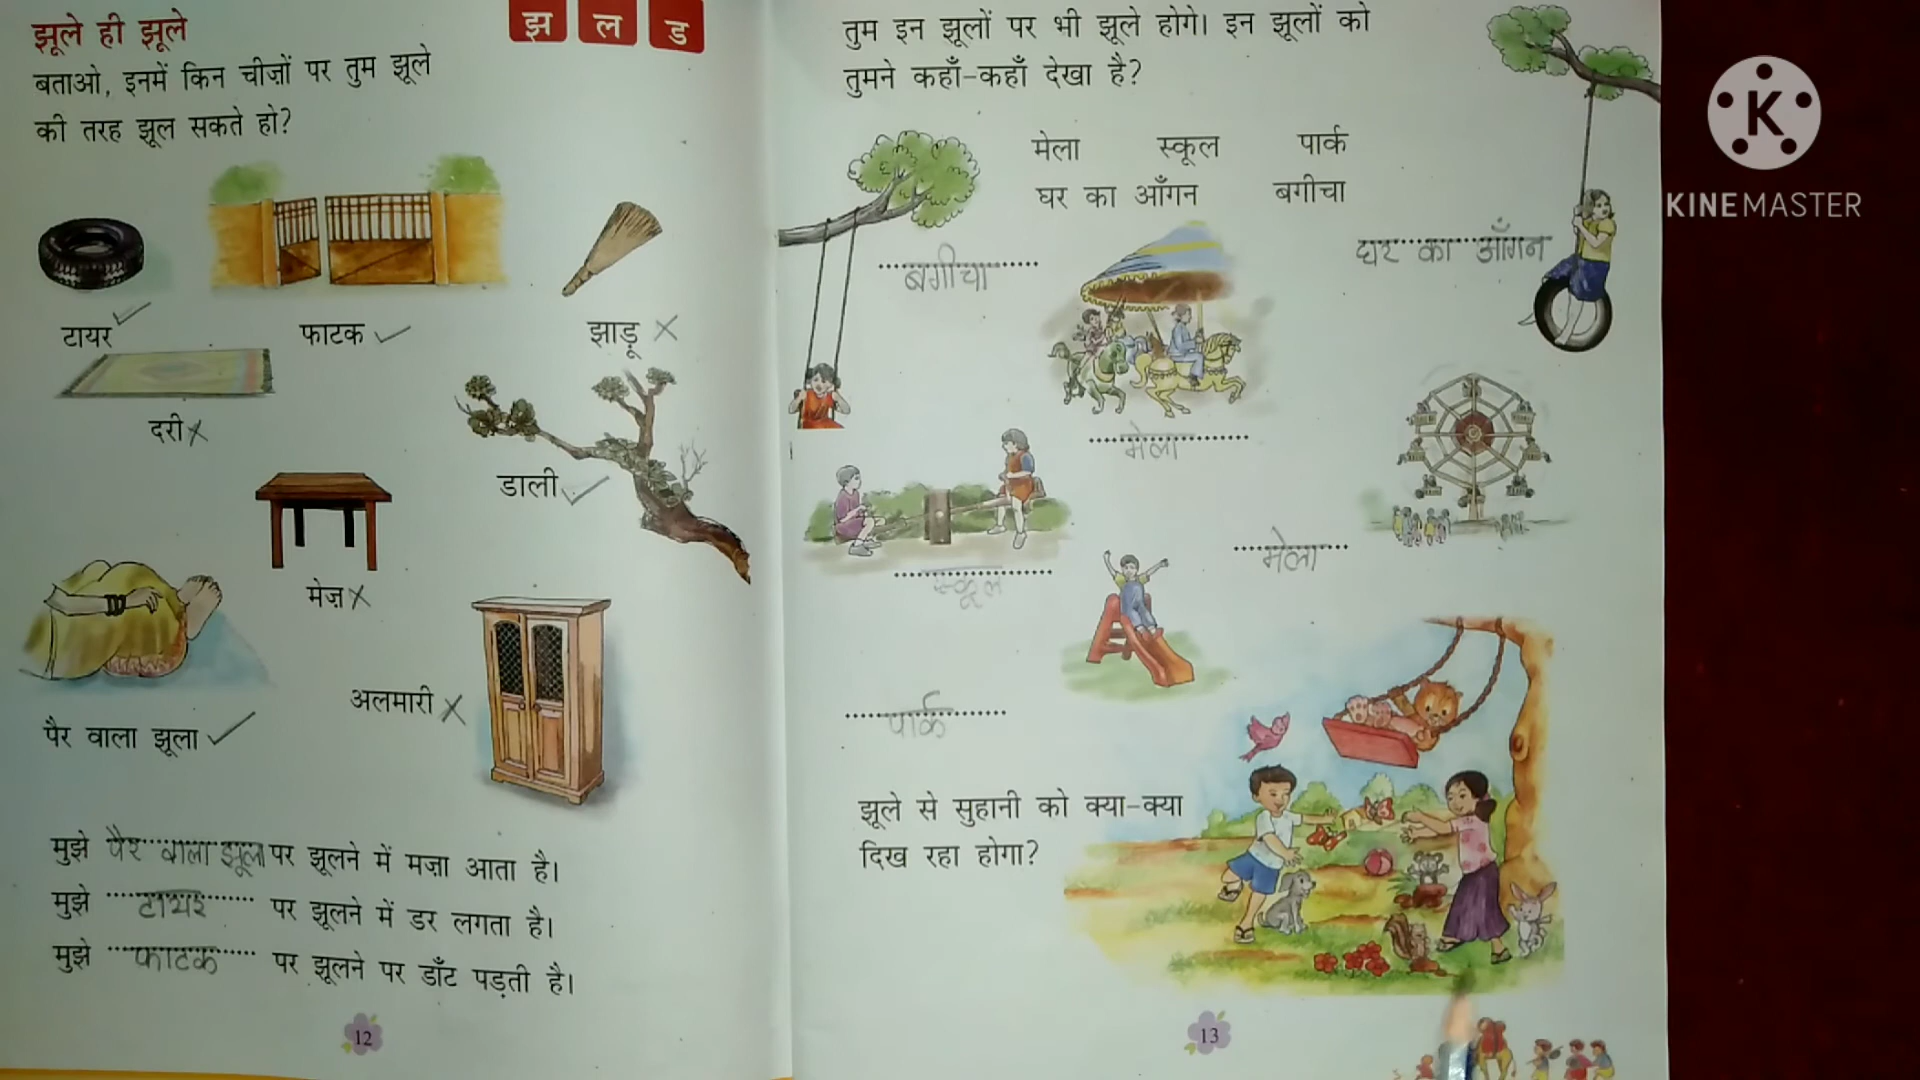 झूले ही झूले
झ ल ड
बताओ, इनमें किन चीज़ों पर तुम झूले
की तरह झूल सकते हो?
टायर
फाटक
झाड़ू
दरी
डाली
मेज़
अलमारी
पैर वाला झूला
मुझे पैर वाला झूला पर झूलने में मज़ा आता है।
मुझे टायर पर झूलने में डर लगता है।
मुझे फाटक पर झूलने पर डाँट पड़ती है।
12
तुम इन झूलों पर भी झूले होगे। इन झूलों को
तुमने कहाँ-कहाँ देखा है?
मेला स्कूल पार्क
घर का आँगन बगीचा
बगीचा
घर का आँगन
मेला
स्कूल
मेला
पार्क
झूले से सुहानी को क्या-क्या
दिख रहा होगा?
13
K
KINEMASTER